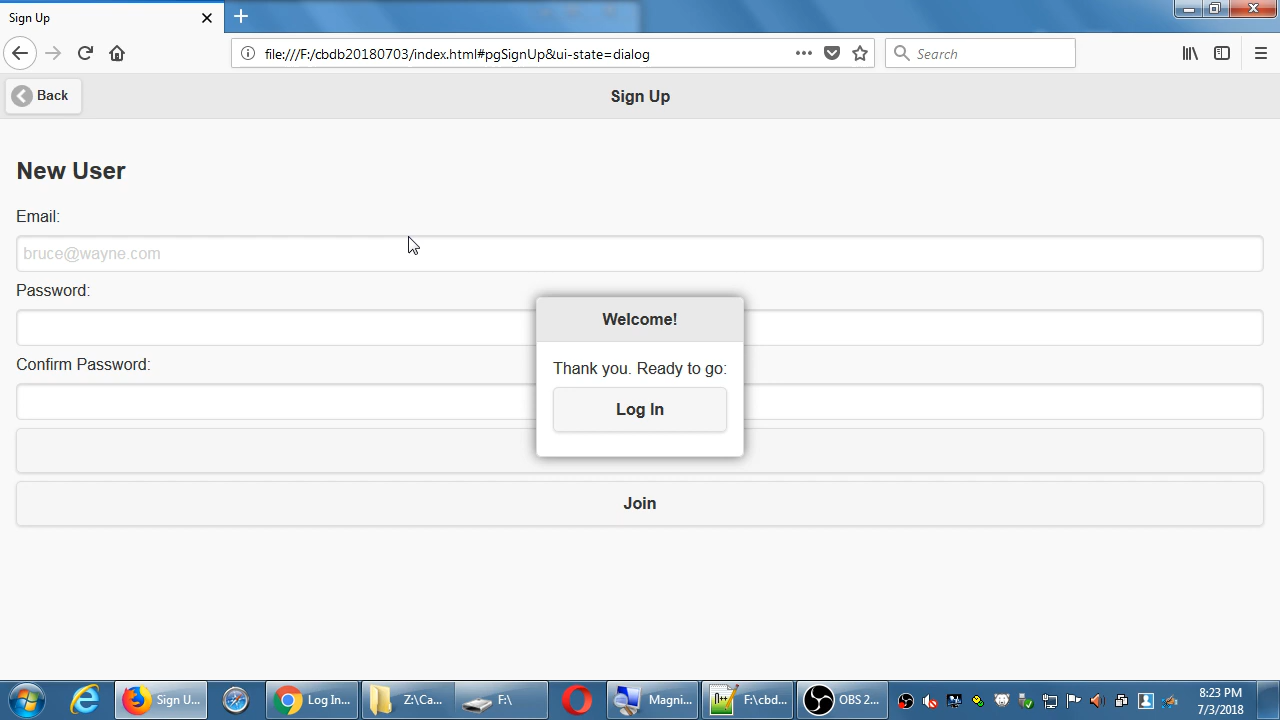 Sign Up
file:///F:/cbdb20180703/index.html#pgSignUp&ui-state=dialog
Search
Back
Sign Up
New User
Email:
bruce@wayne.com
Password:
Welcome!
Thank you. Ready to go:
Confirm Password:
Log In
Join
Sign U...
Log In...
Z:\Ca...
F:\
Magni...
F:\cbd...
OBS 2...
8:23 PM
7/3/2018